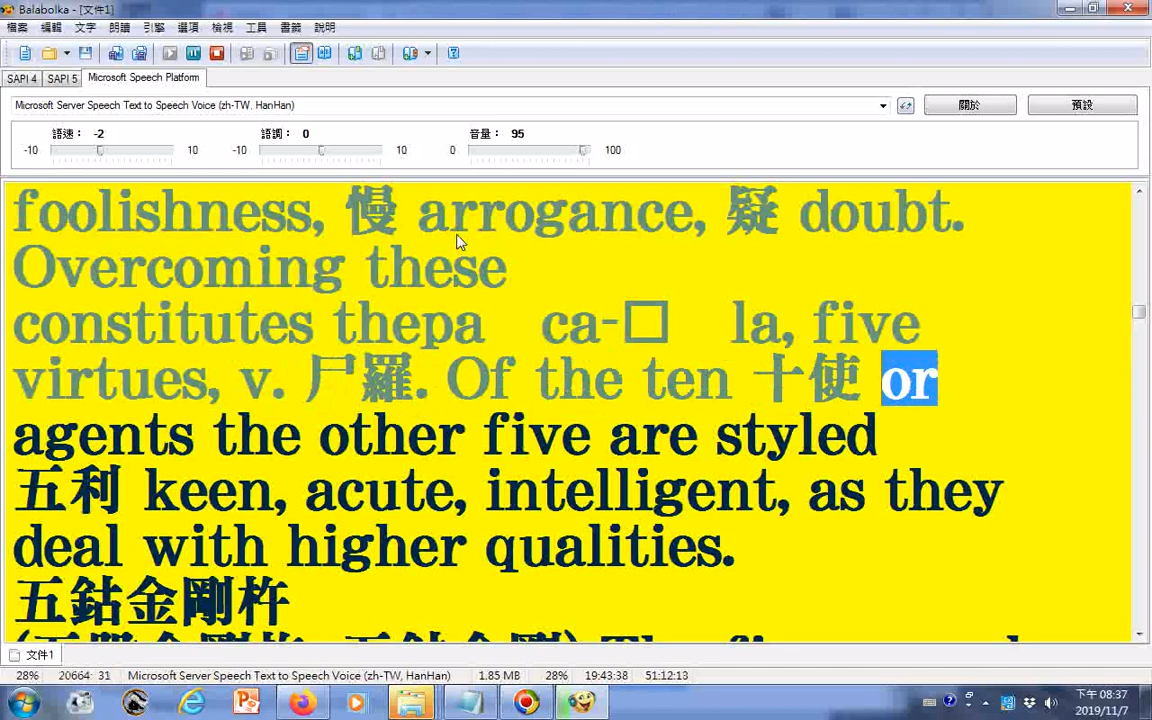 Balabolka - [文件1]
檔案 編輯 文字 朗讀 引擎 選項 檢視 工具 書籤 說明
SAPI 4 SAPI 5 Microsoft Speech Platform
Microsoft Server Speech Text to Speech Voice (zh-TW, HanHan) 關於 預設
語速： -2 語調： 0 音量： 95
-10 10 -10 10 0 100
foolishness, 慢 arrogance, 疑 doubt.
Overcoming these
constitutes thepa ca-□ la, five
virtues, v. 尸羅. Of the ten 十使 or
agents the other five are styled
五利 keen, acute, intelligent, as they
deal with higher qualities.
五鈷金剛杵
文件1
28% 20664: 31 Microsoft Server Speech Text to Speech Voice (zh-TW, HanHan) 1.85 MB 28% 19:43:38 51:12:13
下午 08:37
2019/11/7